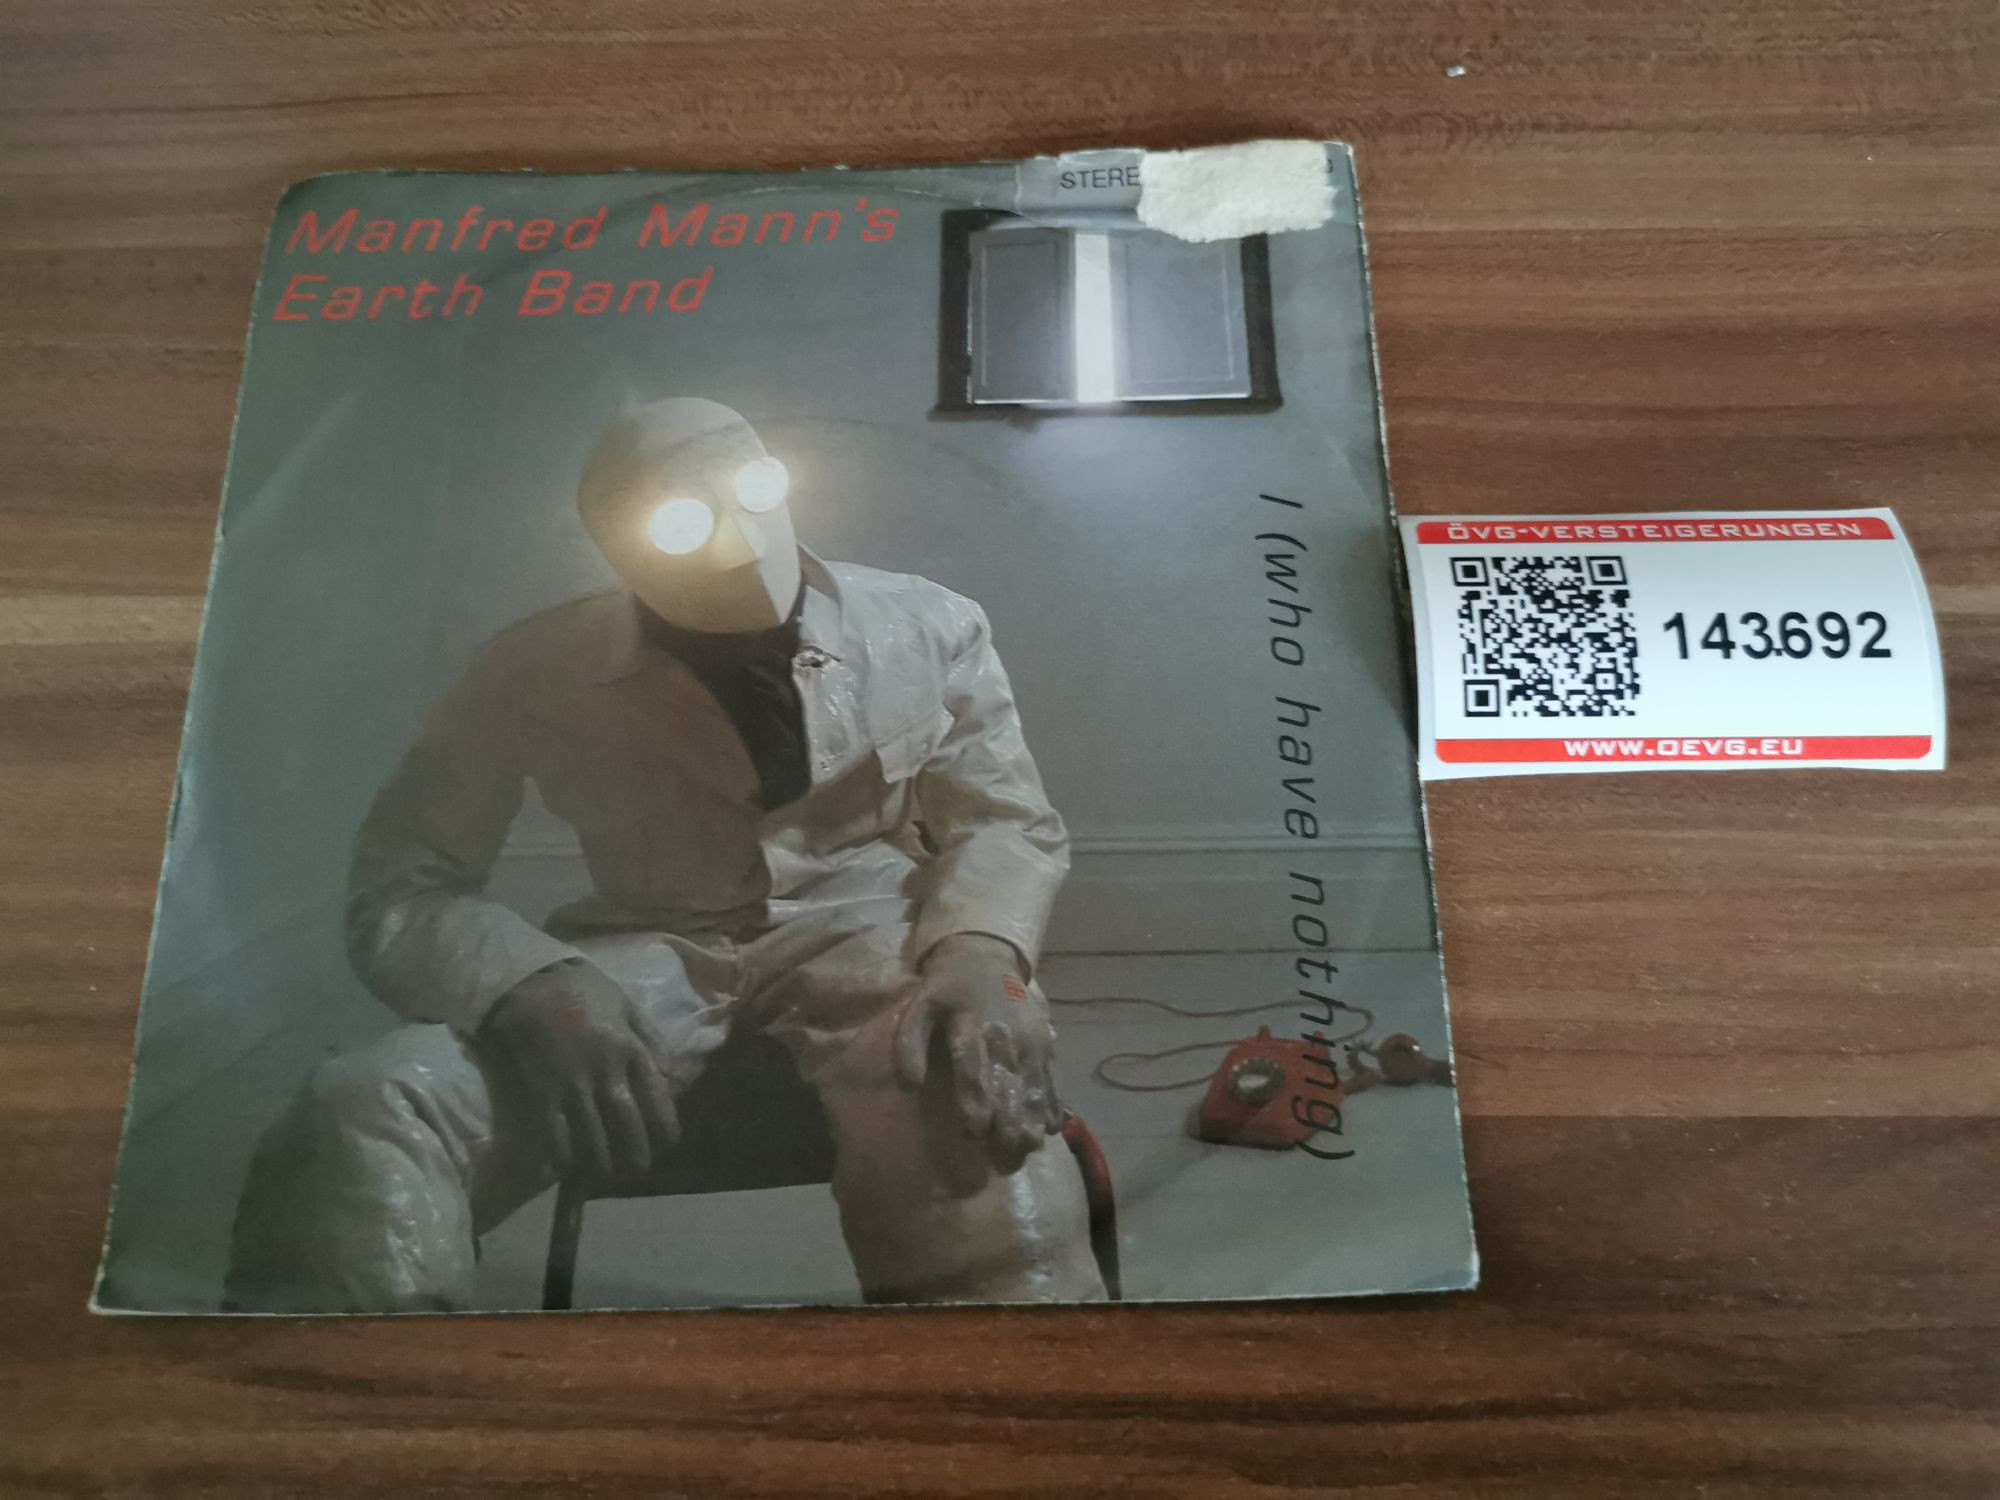 Manfred Mann's
Earth Band
STERE
I (who have nothing)
ÖVG-VERSTEIGERUNGEN
143.692
WWW.OEVG.EU